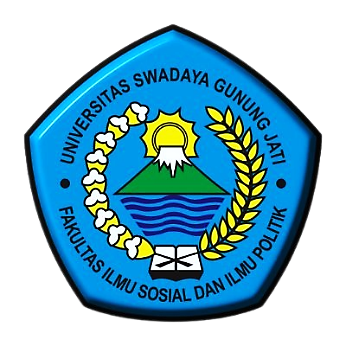 UNIVERSITAS SWADAYA GUNUNG JATI
FAKULTAS ILMU SOSIAL DAN ILMU POLITIK